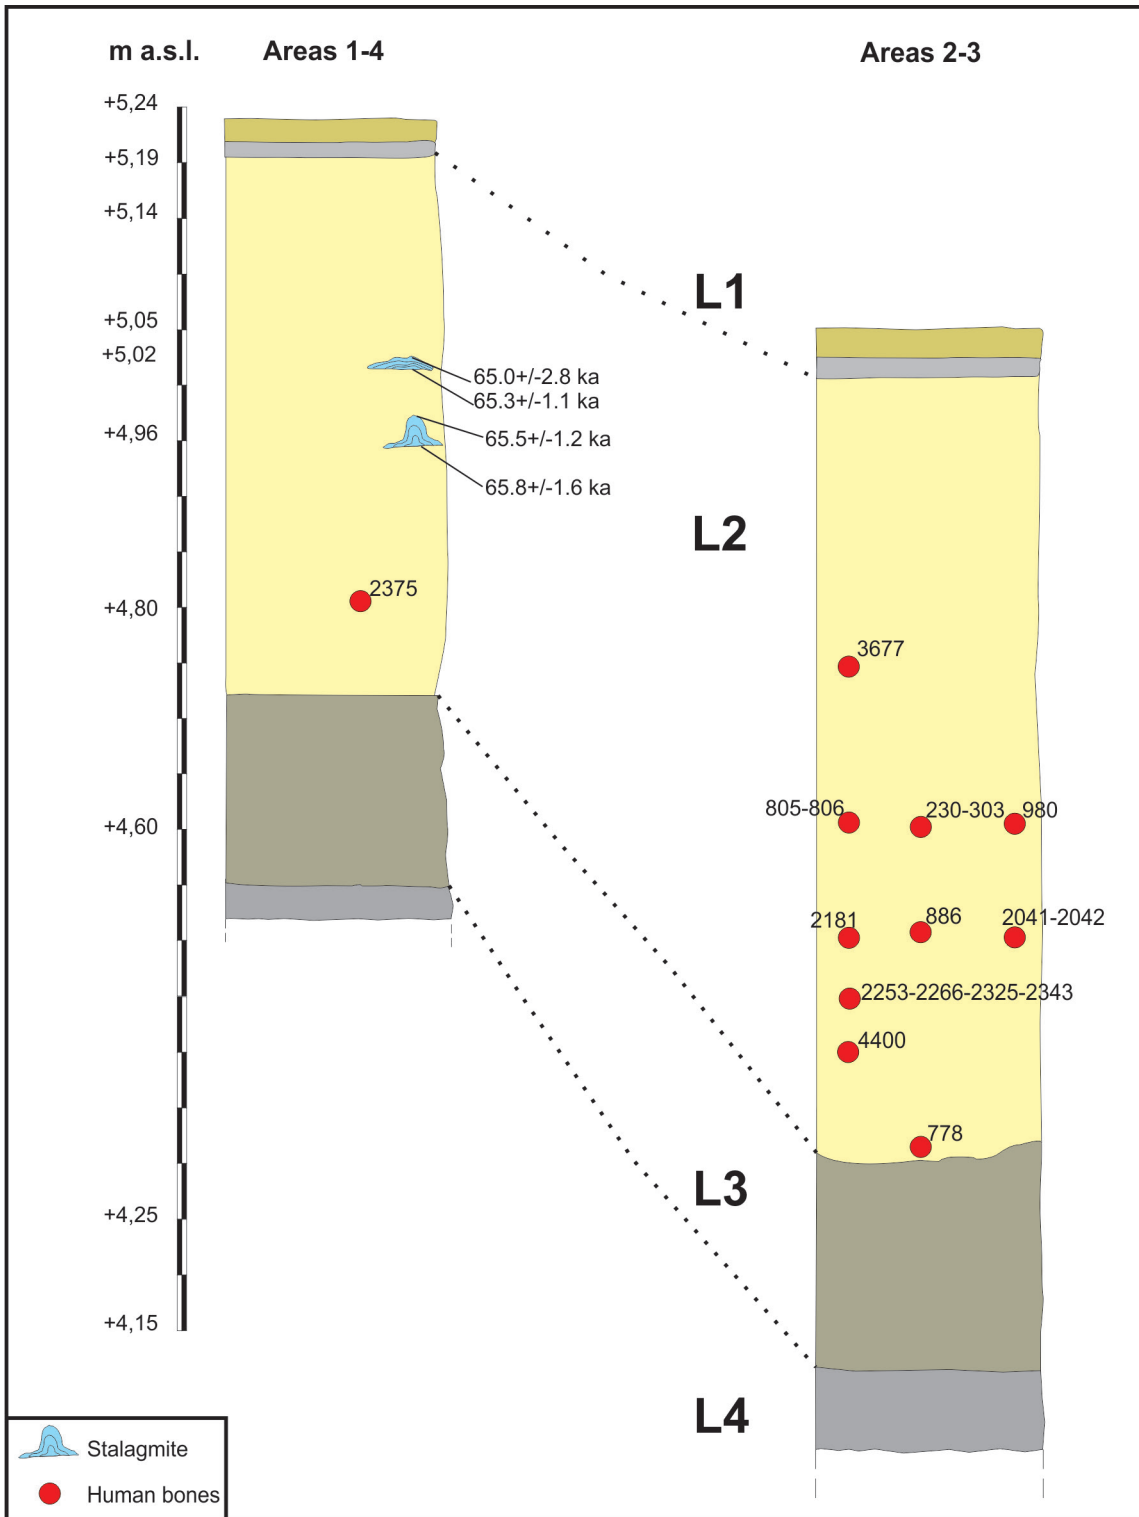 m a.s.l.
Areas 1-4
Areas 2-3
+5,24
+5,19
+5,14
+5,05
+5,02
+4,96
+4,80
+4,60
+4,25
+4,15
65.0+/-2.8 ka
65.3+/-1.1 ka
65.5+/-1.2 ka
65.8+/-1.6 ka
2375
L1
L2
L3
L4
3677
805-806
230-303
980
2181
886
2041-2042
2253-2266-2325-2343
4400
778
Stalagmite
Human bones